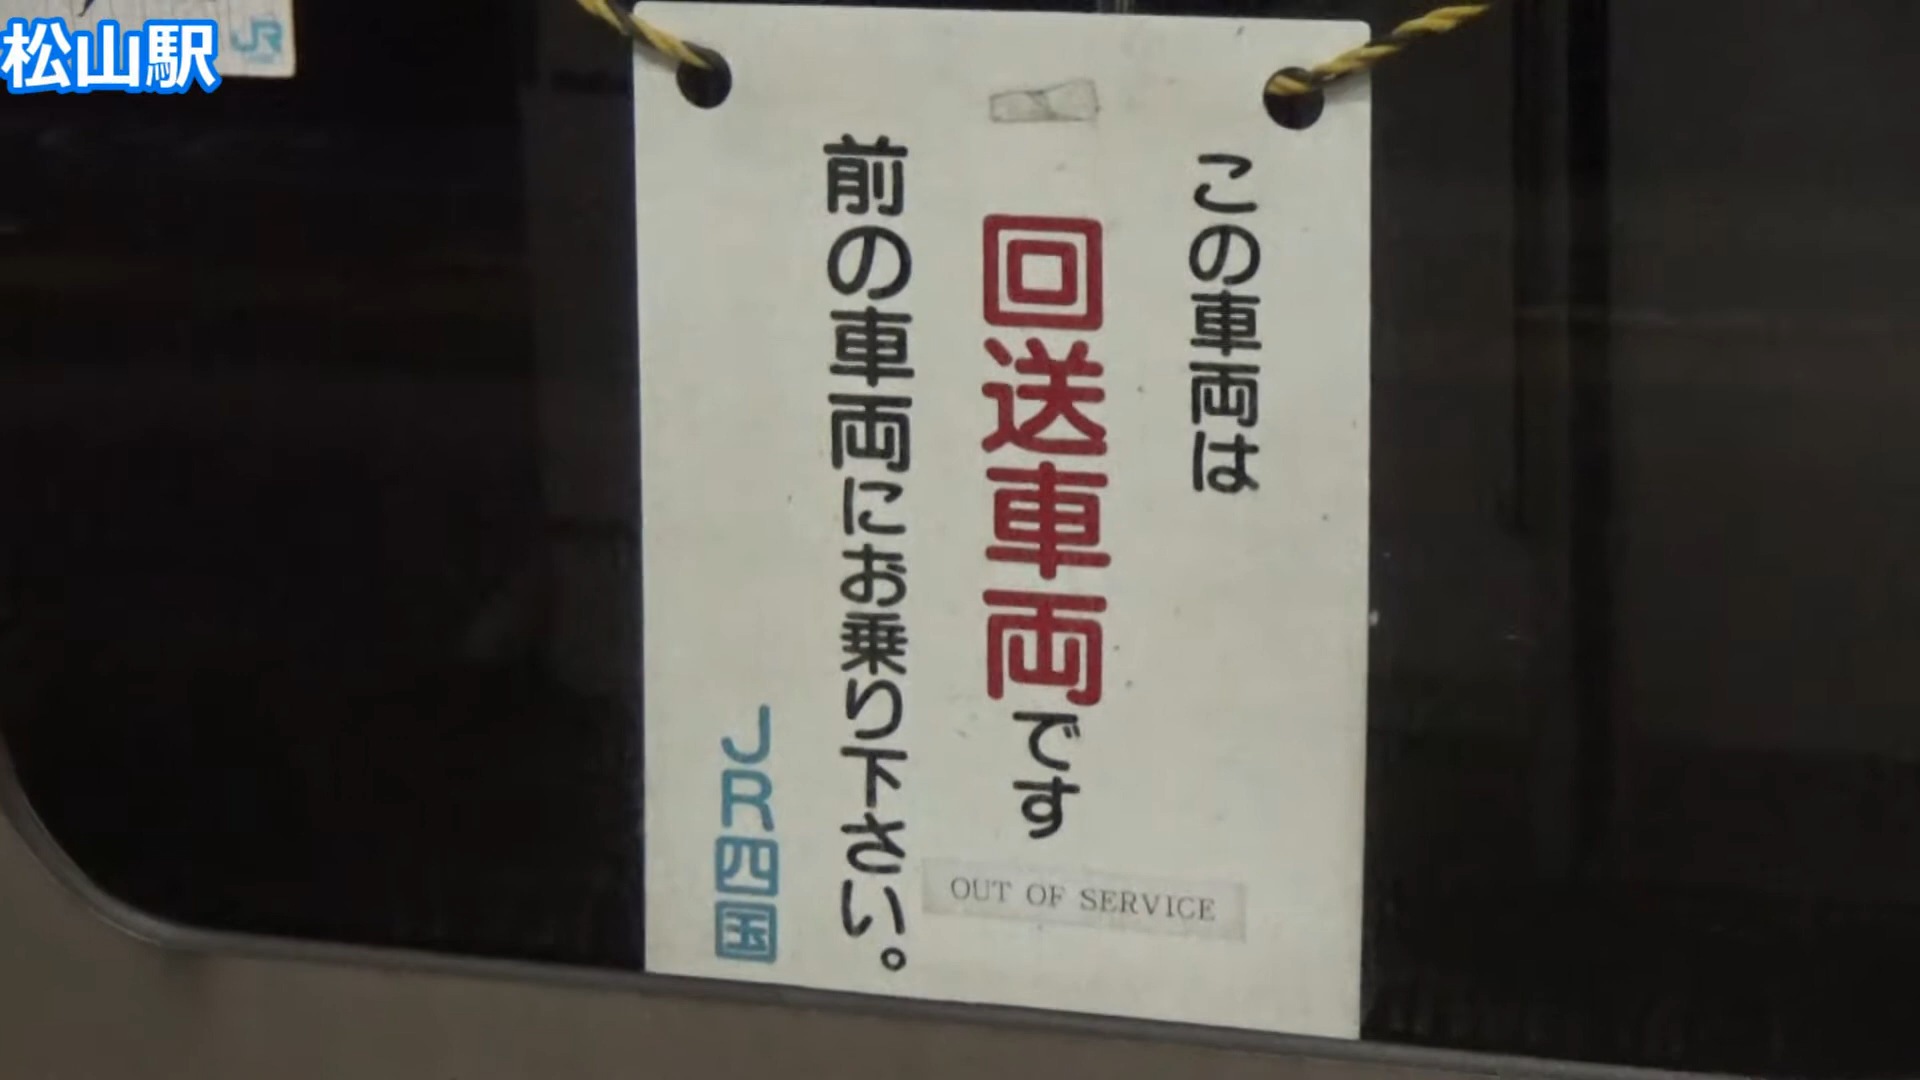 松山駅
JR
この車両は
回送車両です
OUT OF SERVICE
前の車両にお乗り下さい。
JR四国